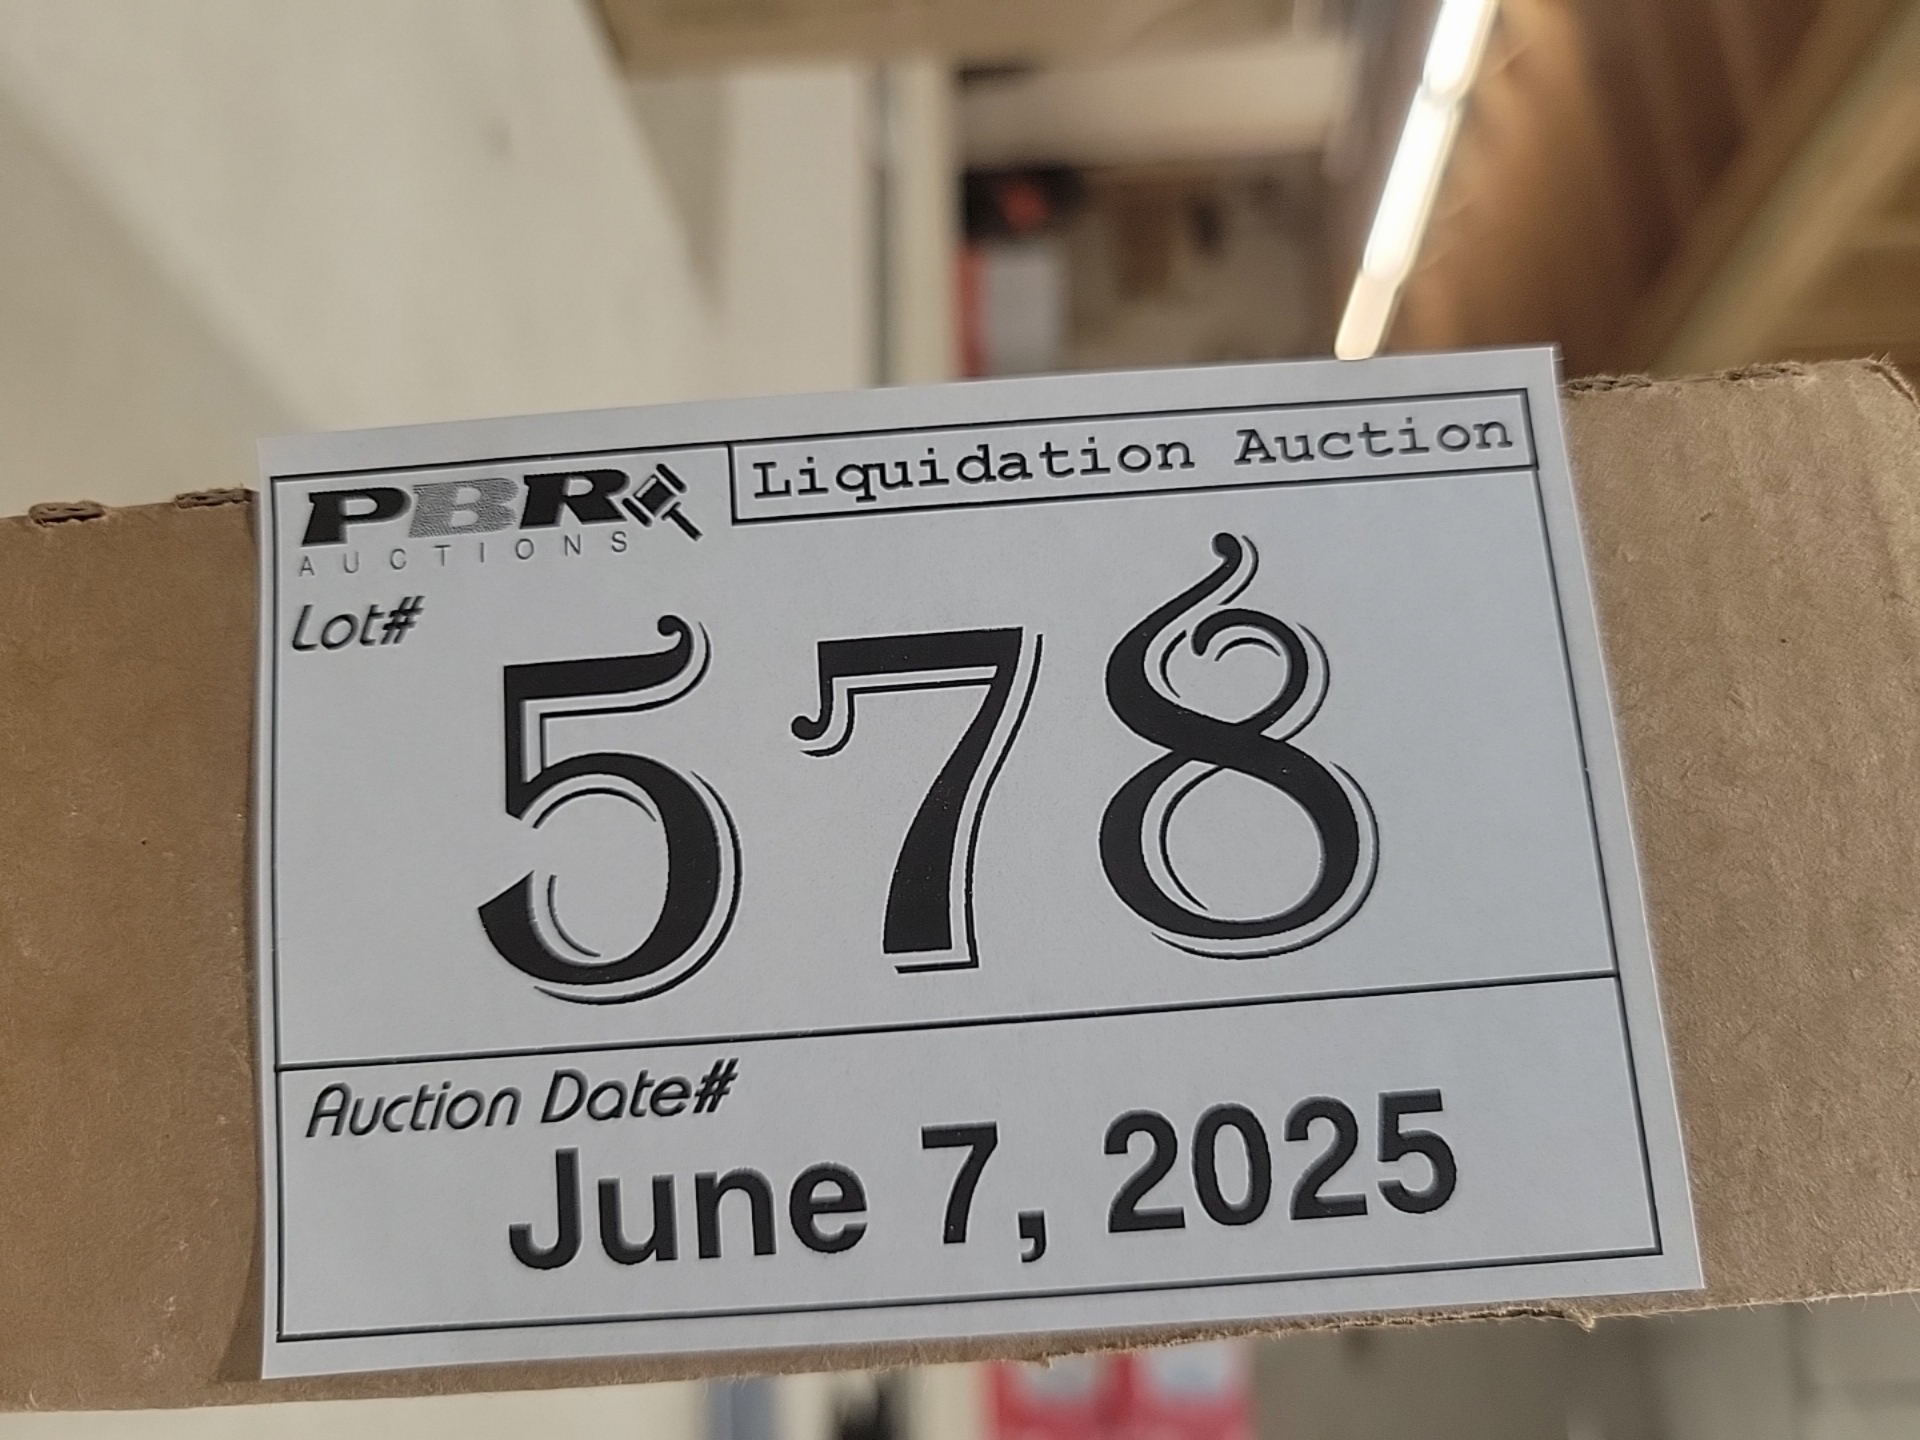 PBR
AUCTIONS
Liquidation Auction
Lot#
578
Auction Date#
June 7, 2025